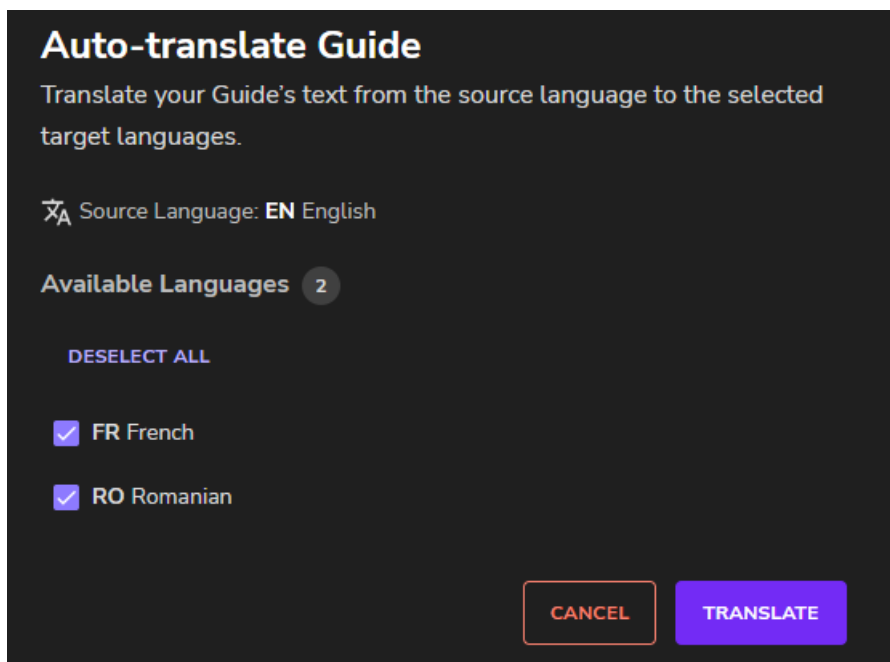 Auto-translate Guide
Translate your Guide’s text from the source language to the selected
target languages.
Source Language: EN English
Available Languages 2
DESELECT ALL
FR French
RO Romanian
CANCEL TRANSLATE